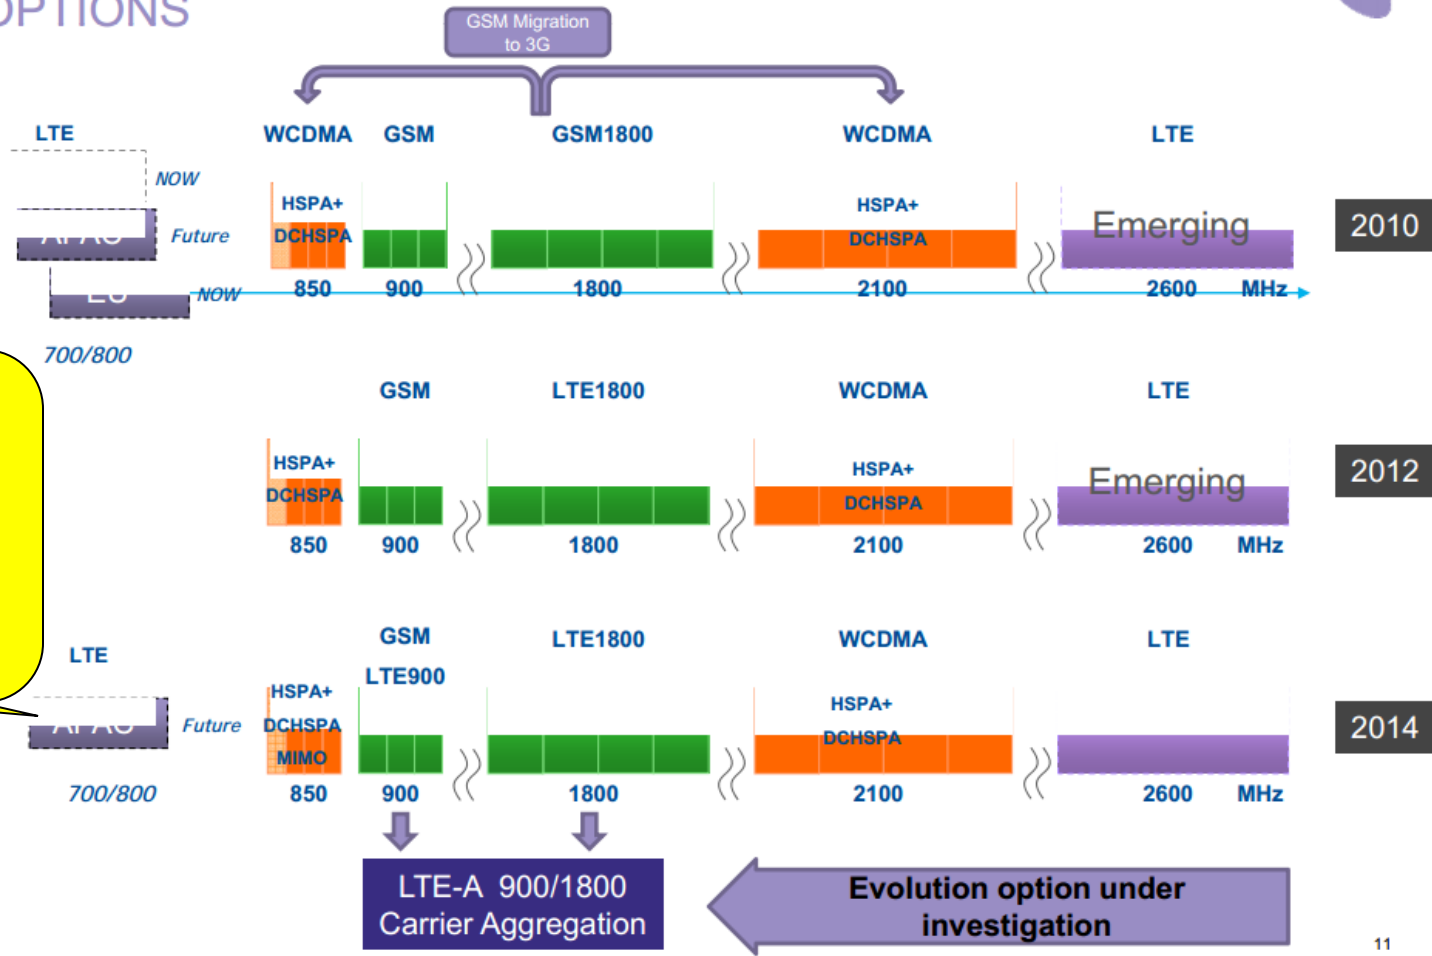 OPTIONS
GSM Migration
to 3G
LTE
WCDMA
GSM
GSM1800
WCDMA
LTE
NOW
HSPA+
HSPA+
Emerging
2010
Future
DCHSPA
DCHSPA
NOW
850
900
1800
2100
2600
MHz
700/800
GSM
LTE1800
WCDMA
LTE
HSPA+
HSPA+
Emerging
2012
DCHSPA
DCHSPA
850
900
1800
2100
2600
MHz
GSM
LTE1800
WCDMA
LTE
LTE
LTE900
HSPA+
HSPA+
Future
DCHSPA
DCHSPA
2014
MIMO
700/800
850
900
1800
2100
2600
MHz
LTE-A 900/1800
Carrier Aggregation
Evolution option under
investigation
11